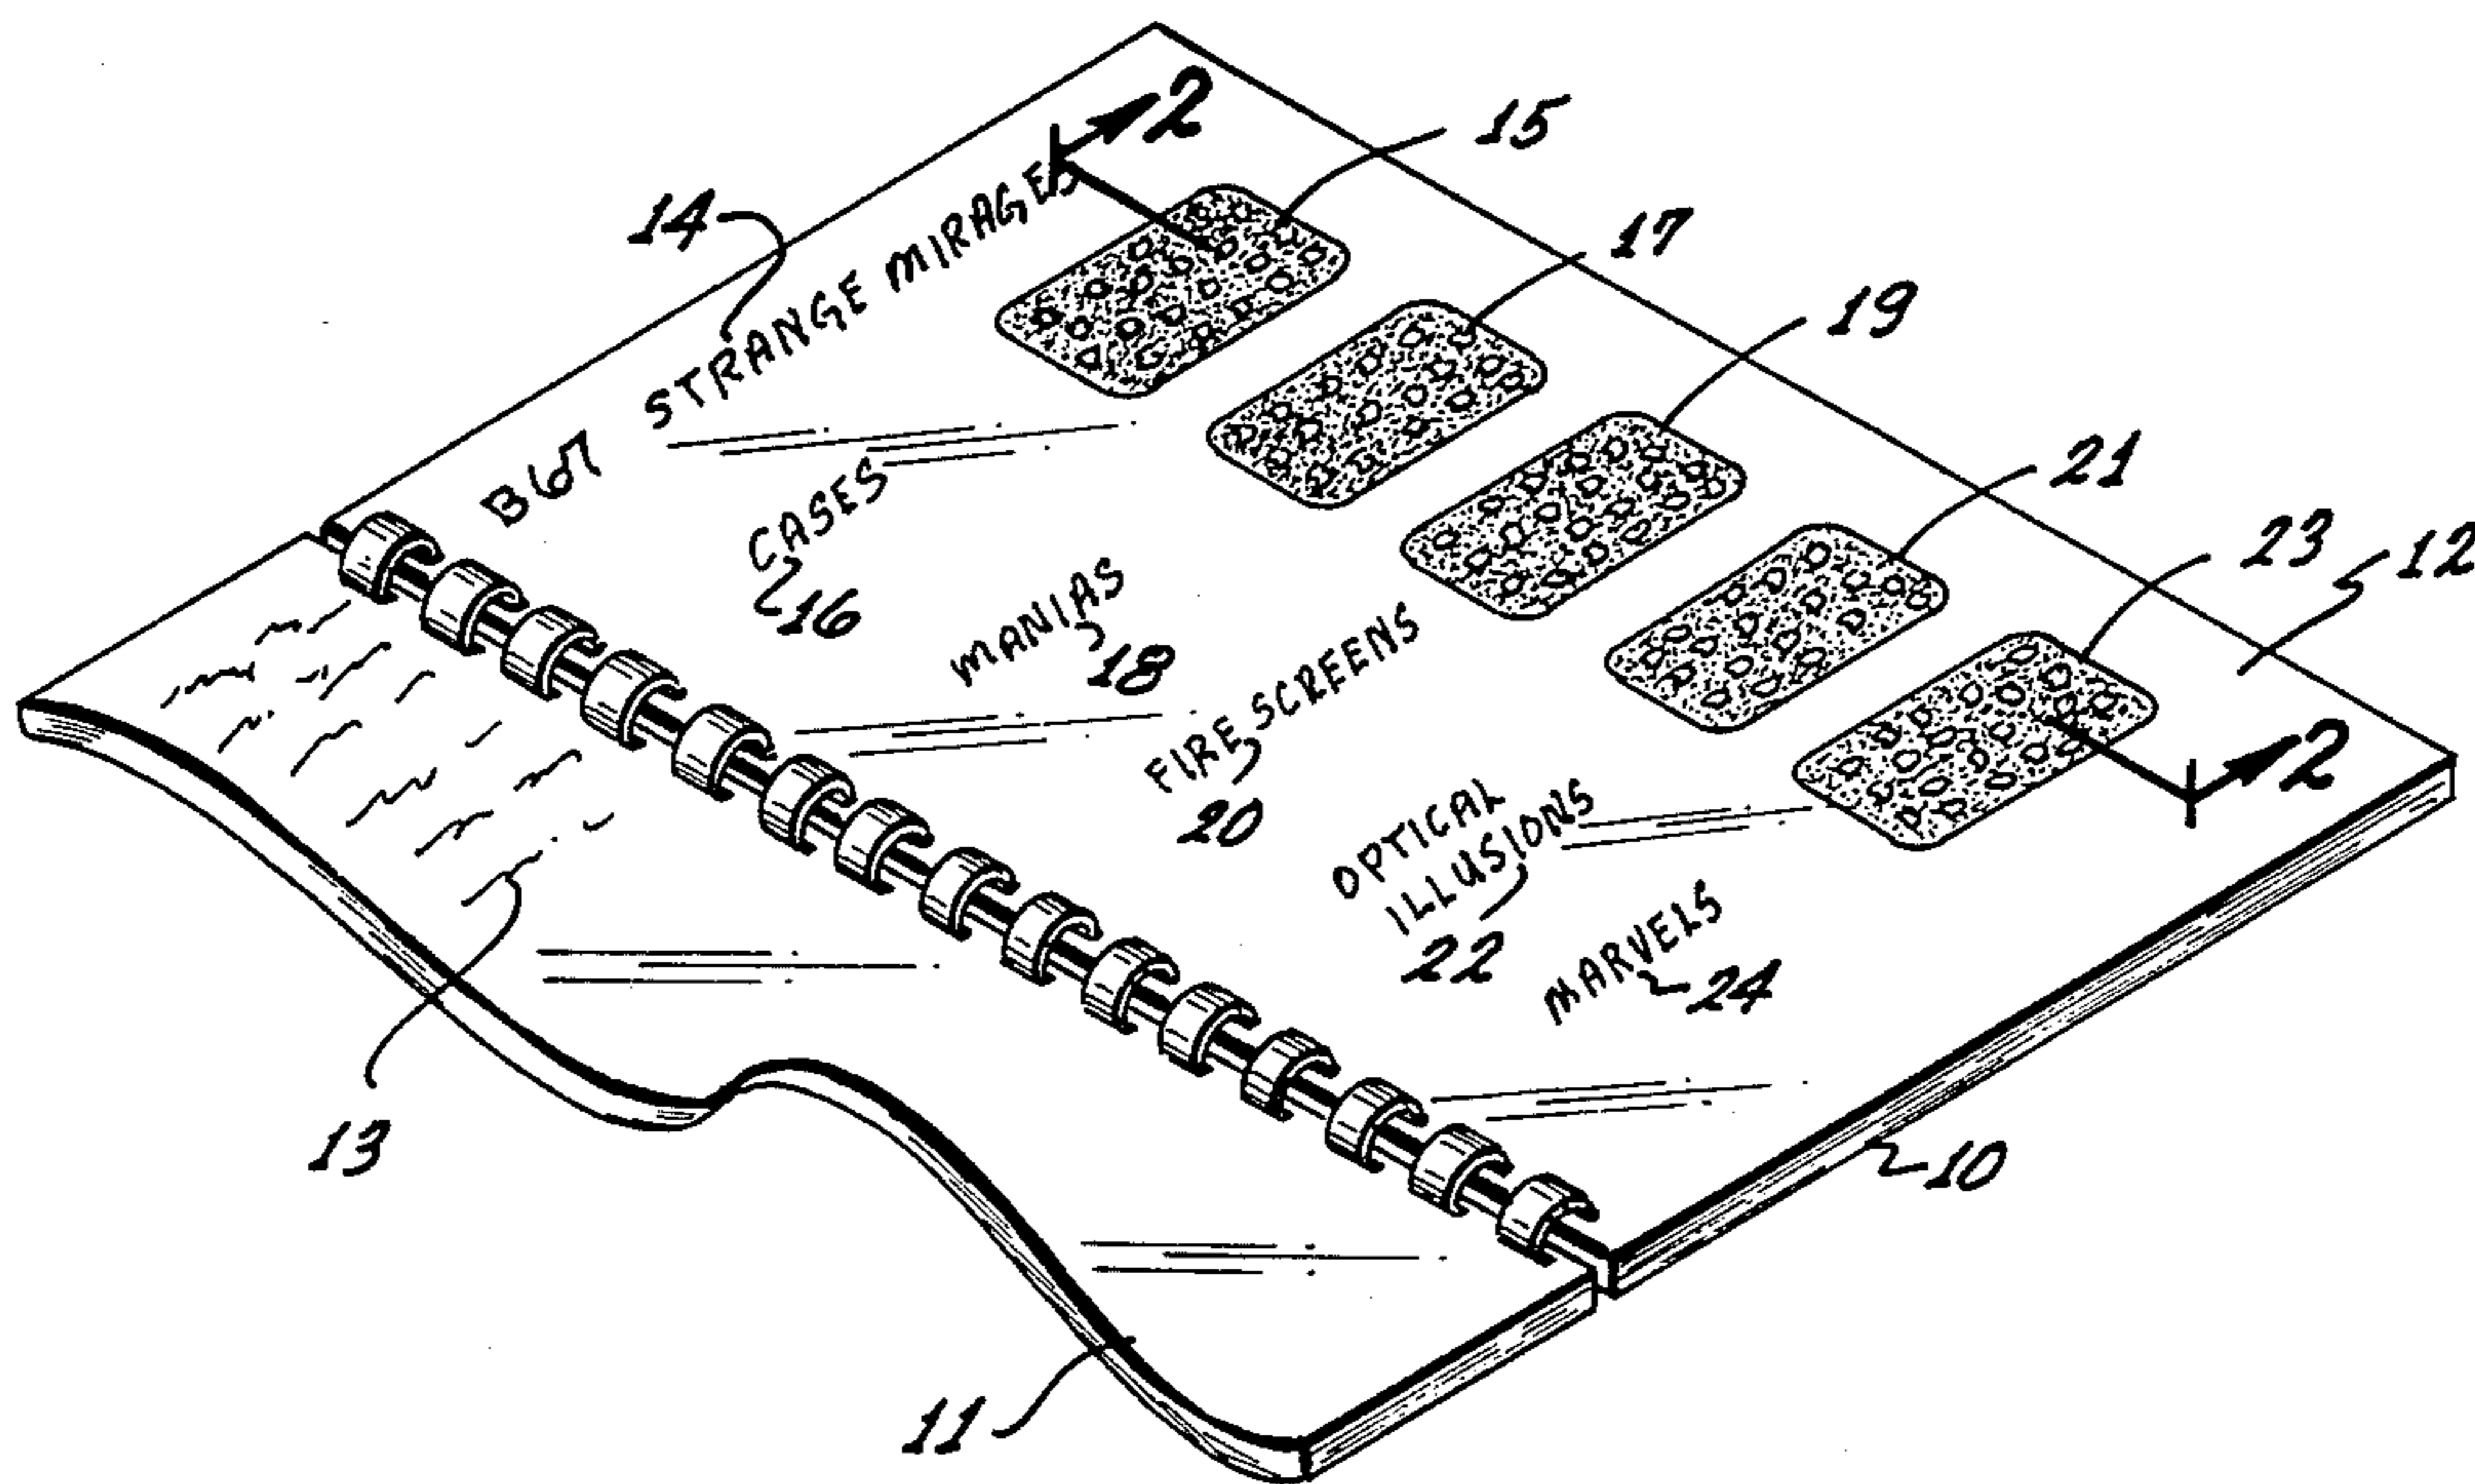 2
15
14
17
STRANGE MIRAGES
19
B67
21
CASES
16
23
12
MANIAS
18
FIRE SCREENS
20
2
OPTICAL
ILLUSIONS
22
MARVELS
24
13
10
11